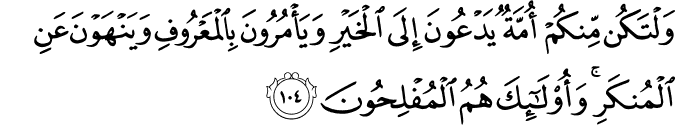 وَلۡتَكُن مِّنكُمۡ أُمَّةٞ يَدۡعُونَ إِلَى ٱلۡخَيۡرِ وَيَأۡمُرُونَ بِٱلۡمَعۡرُوفِ وَيَنۡهَوۡنَ عَنِ
ٱلۡمُنكَرِۚ وَأُوْلَٰٓئِكَ هُمُ ٱلۡمُفۡلِحُونَ ١٠٤